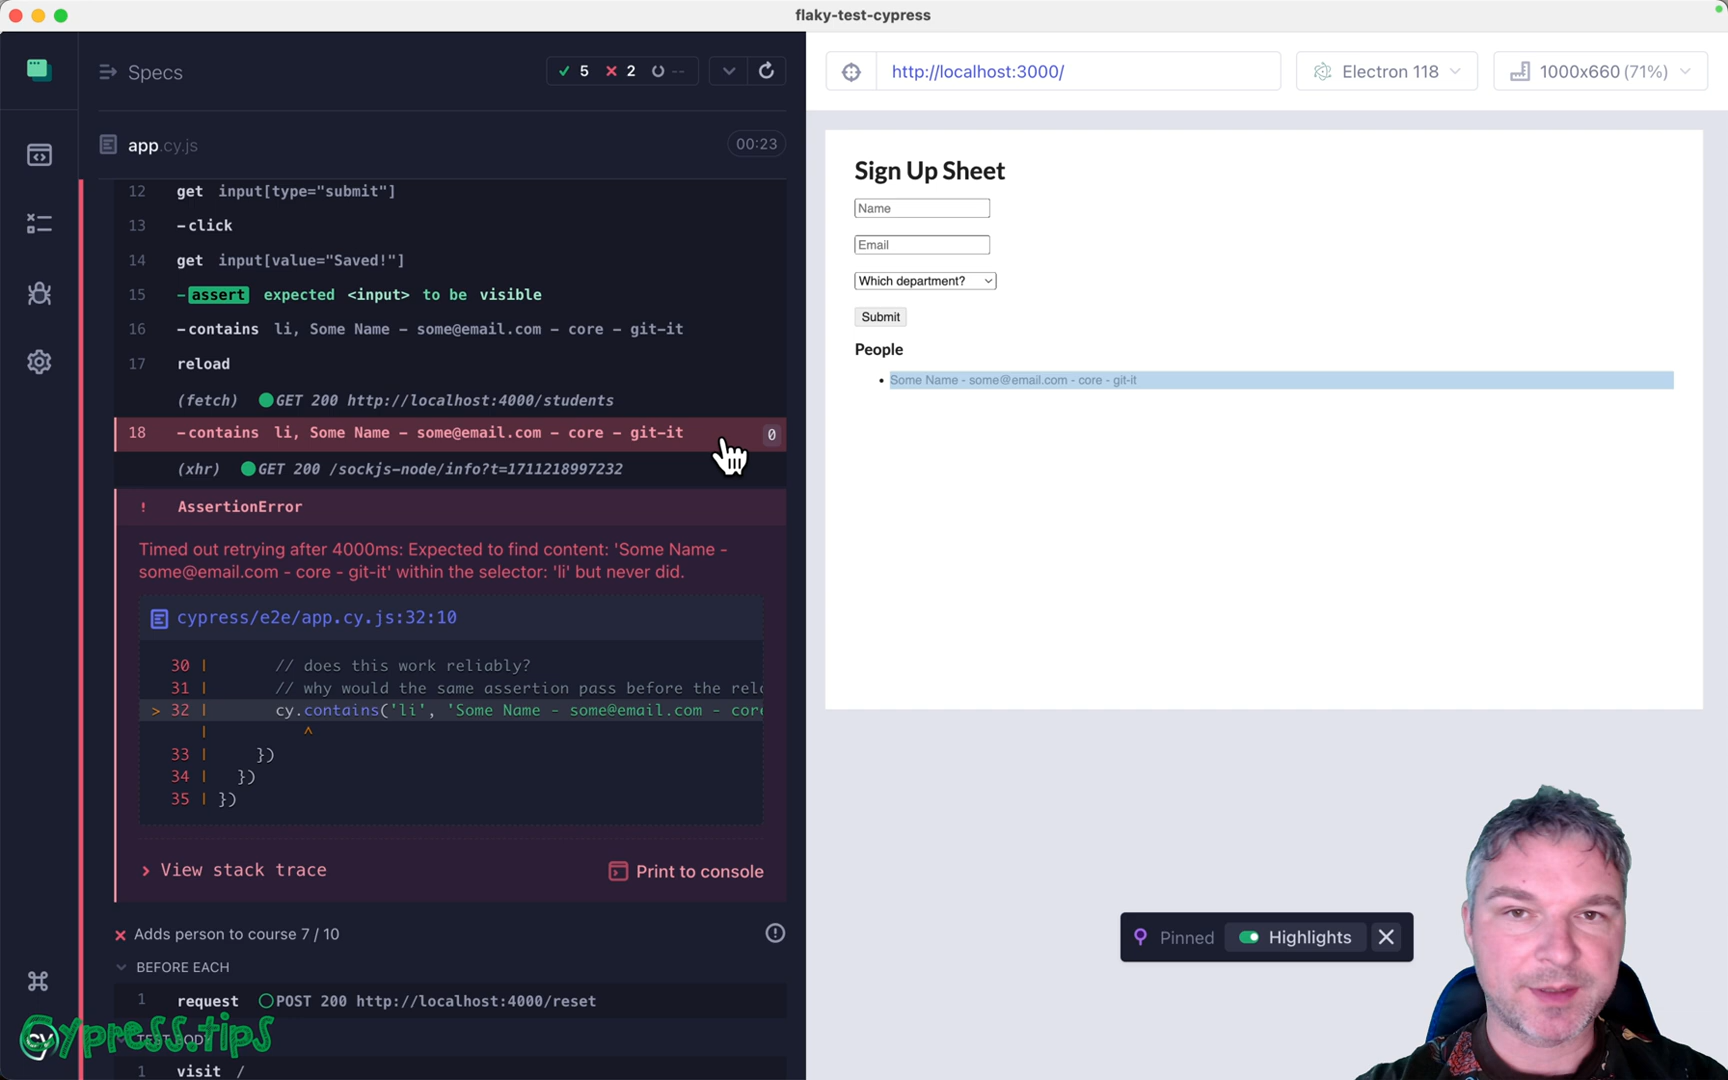 flaky-test-cypress
Specs
5 2 --
app.cy.js
00:23
12 get input[type="submit"]
13 -click
14 get input[value="Saved!"]
15 -assert expected <input> to be visible
16 -contains li, Some Name - some@email.com - core - git-it
17 reload
(fetch) GET 200 http://localhost:4000/students
18 -contains li, Some Name - some@email.com - core - git-it 0
(xhr) GET 200 /sockjs-node/info?t=1711218997232
! AssertionError
Timed out retrying after 4000ms: Expected to find content: 'Some Name -
some@email.com - core - git-it' within the selector: 'li' but never did.
cypress/e2e/app.cy.js:32:10
30 | // does this work reliably?
31 | // why would the same assertion pass before the relo
> 32 | cy.contains('li', 'Some Name - some@email.com - core
| ^
33 | })
34 | })
35 | })
View stack trace
Print to console
Adds person to course 7 / 10
BEFORE EACH
1 request POST 200 http://localhost:4000/reset
TEST BODY
1 visit /
cy
Cypress.tips
http://localhost:3000/
Electron 118
1000x660 (71%)
Sign Up Sheet
Name
Email
Which department?
Submit
People
• Some Name - some@email.com - core - git-it
Pinned
Highlights